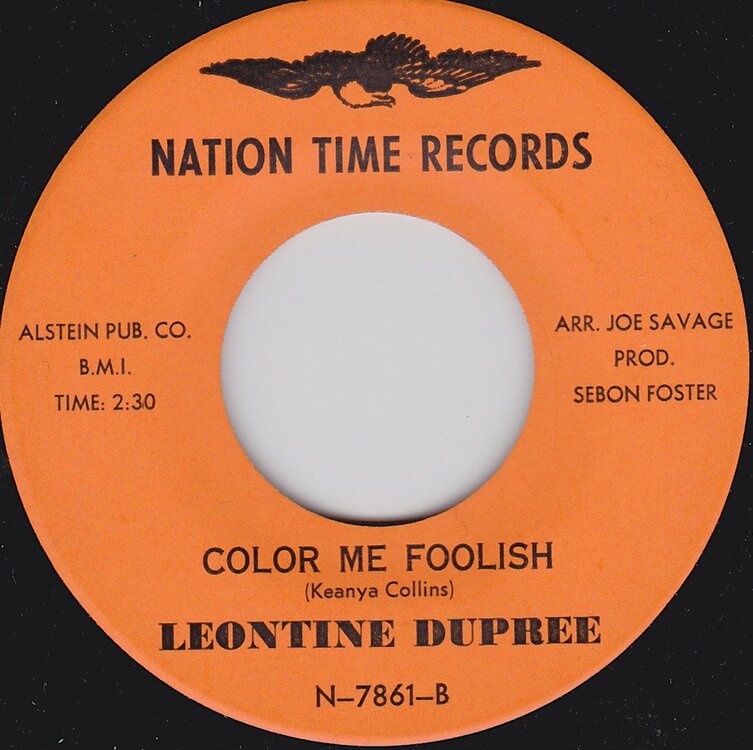 NATION TIME RECORDS
ALSTEIN PUB. CO.
B.M.I.
TIME: 2:30
ARR. JOE SAVAGE
PROD.
SEBON FOSTER
COLOR ME FOOLISH
(Keanya Collins)
LEONTINE DUPREE
N–7861–B